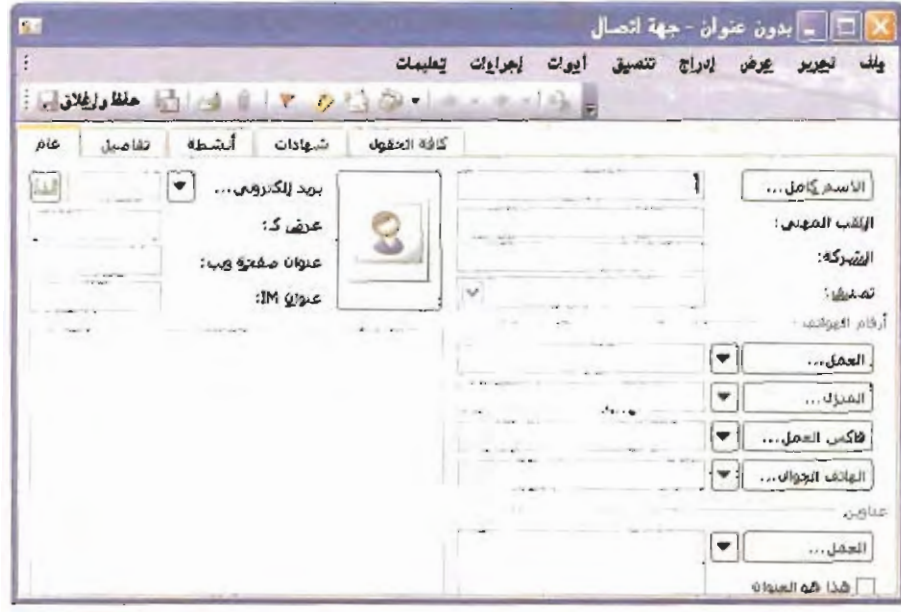 بدون عنوان - جهة اتصال
ملف تحرير عرض إدراج تنسيق أدوات إجراءات تعليمات
حفظ وإغلاق
عام تفاصيل أنشطة شهادات كافة الحقول
الاسم كامل...
اللقب المهني:
الشركة:
تصنيف:
أرقام الهواتف
العمل...
المنزل...
فاكس العمل...
الهاتف الجوال...
عناوين
العمل...
هذا هو العنوان
بريد إلكتروني...
عرض كـ:
عنوان صفحة ويب:
عنوان IM: